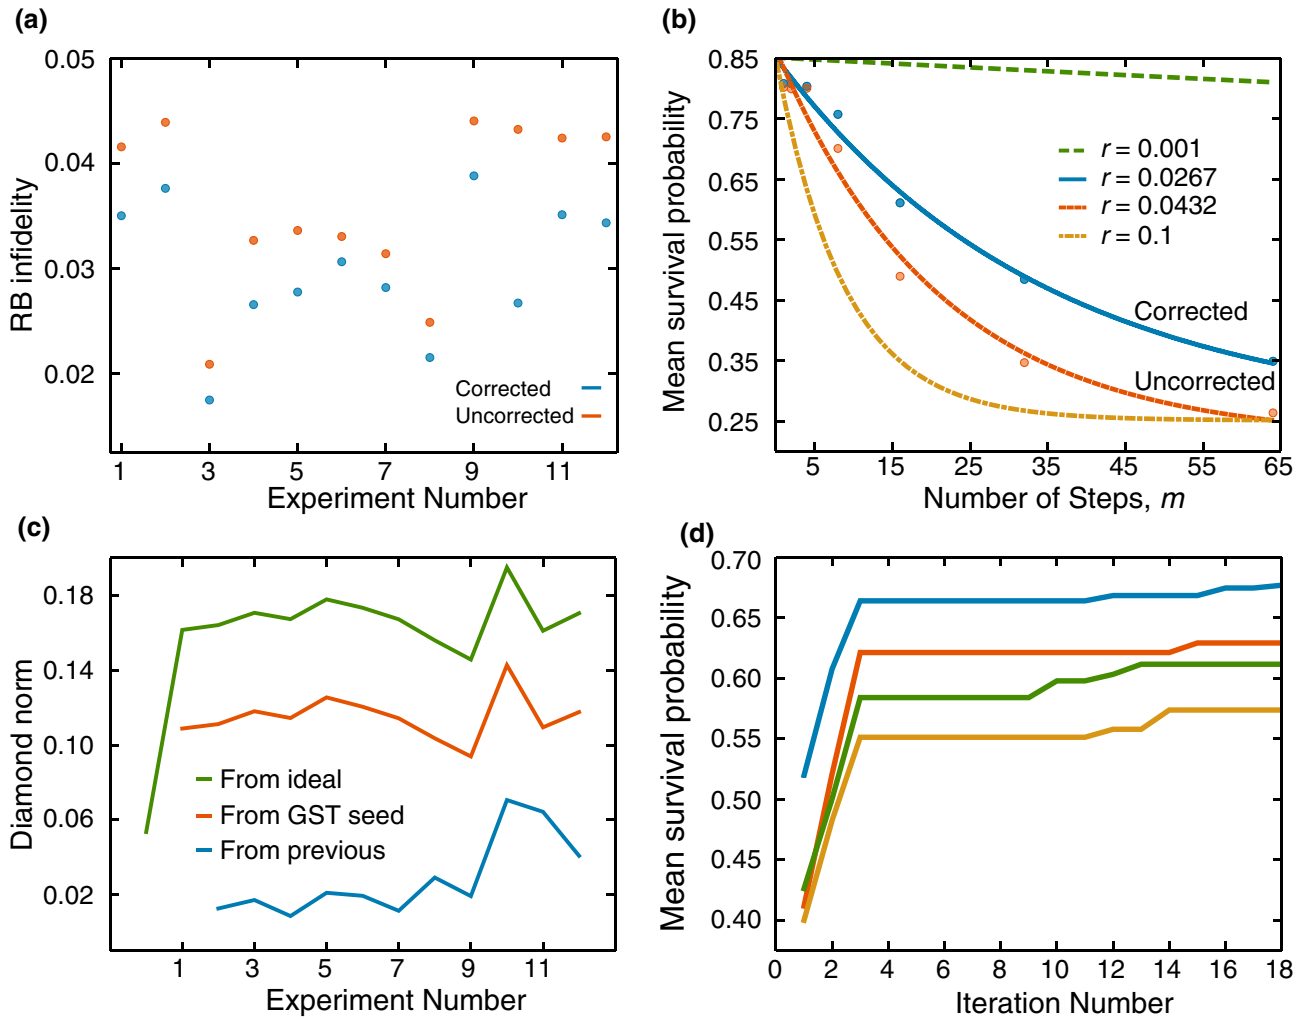 (a)
0.05
0.04
0.03
0.02
RB infidelity
Corrected
Uncorrected
1 3 5 7 9 11
Experiment Number
(b)
0.85
0.75
0.65
0.55
0.45
0.35
0.25
Mean survival probability
r = 0.001
r = 0.0267
r = 0.0432
r = 0.1
Corrected
Uncorrected
5 15 25 35 45 55 65
Number of Steps, m
(c)
0.18
0.14
0.10
0.06
0.02
Diamond norm
From ideal
From GST seed
From previous
1 3 5 7 9 11
Experiment Number
(d)
0.70
0.65
0.60
0.55
0.50
0.45
0.40
Mean survival probability
0 2 4 6 8 10 12 14 16 18
Iteration Number